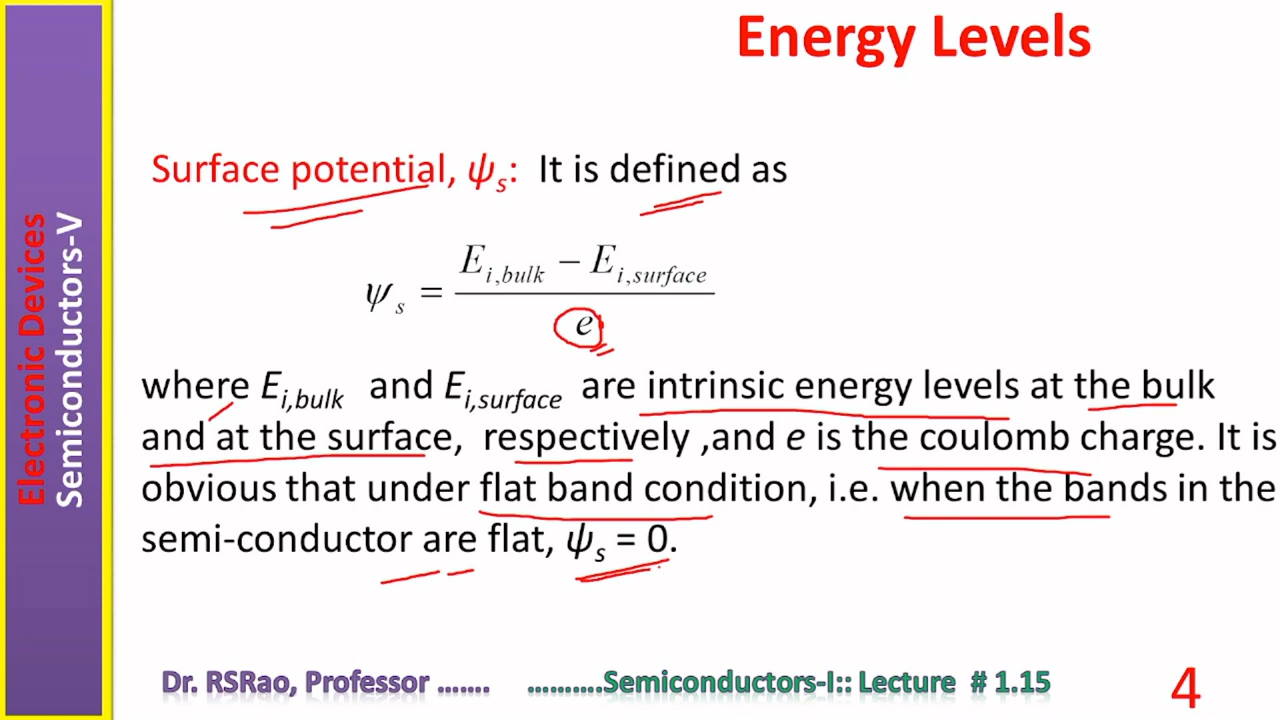 Energy Levels
Electronic Devices
Semiconductors-V
Surface potential, ψs: It is defined as
ψs = (Ei,bulk − Ei,surface) / e
where Ei,bulk and Ei,surface are intrinsic energy levels at the bulk
and at the surface, respectively ,and e is the coulomb charge. It is
obvious that under flat band condition, i.e. when the bands in the
semi-conductor are flat, ψs = 0.
Dr. RSRao, Professor ....... ..........Semiconductors-I:: Lecture # 1.15
4